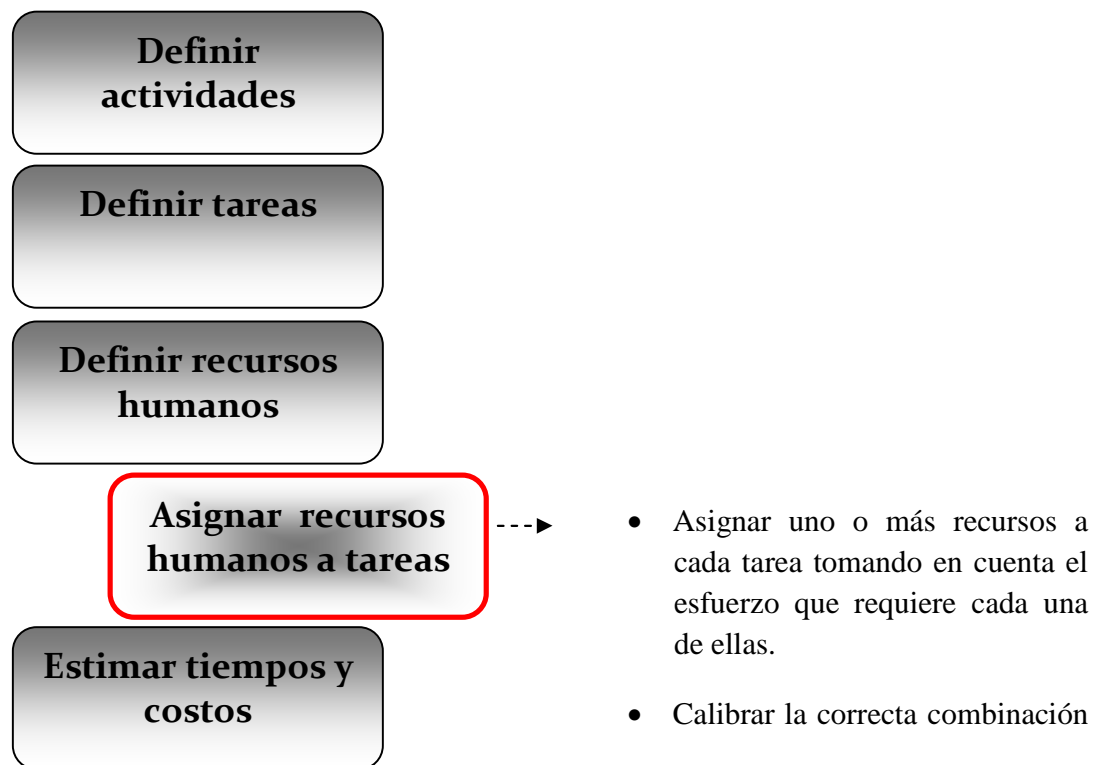 Definir
actividades
Definir tareas
Definir recursos
humanos
Asignar recursos
humanos a tareas
• Asignar uno o más recursos a
cada tarea tomando en cuenta el
esfuerzo que requiere cada una
de ellas.
Estimar tiempos y
costos
• Calibrar la correcta combinación